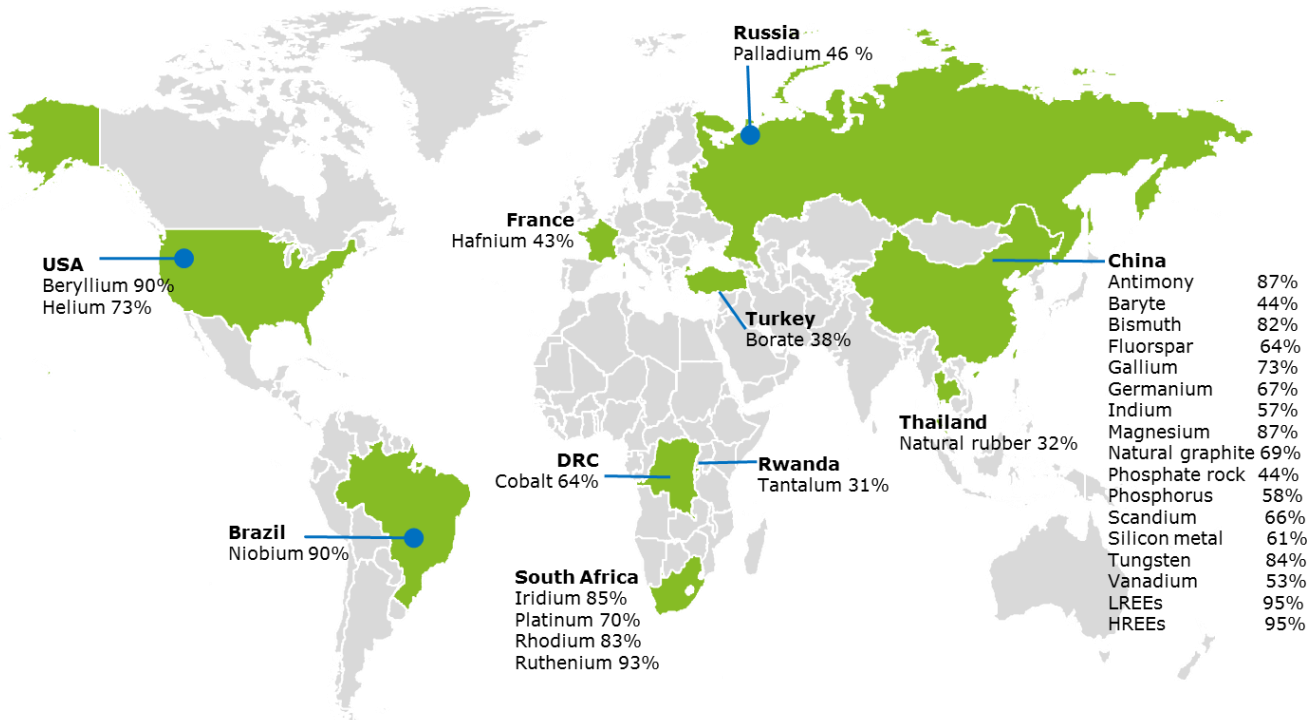 Russia
Palladium 46 %
France
Hafnium 43%
USA
Beryllium 90%
Helium 73%
Turkey
Borate 38%
China
Antimony 87%
Baryte 44%
Bismuth 82%
Fluorspar 64%
Gallium 73%
Germanium 67%
Indium 57%
Magnesium 87%
Natural graphite 69%
Phosphate rock 44%
Phosphorus 58%
Scandium 66%
Silicon metal 61%
Tungsten 84%
Vanadium 53%
LREEs 95%
HREEs 95%
Thailand
Natural rubber 32%
DRC
Cobalt 64%
Rwanda
Tantalum 31%
Brazil
Niobium 90%
South Africa
Iridium 85%
Platinum 70%
Rhodium 83%
Ruthenium 93%